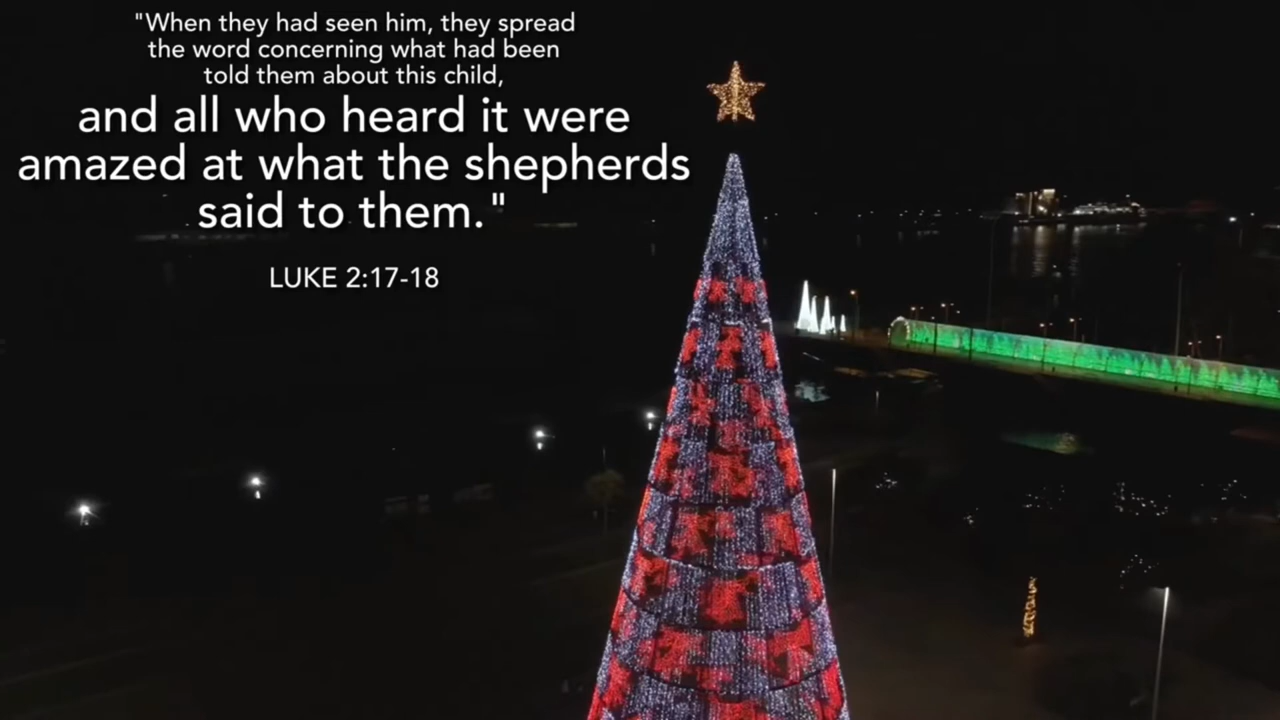 "When they had seen him, they spread
the word concerning what had been
told them about this child,
and all who heard it were
amazed at what the shepherds
said to them."
LUKE 2:17-18